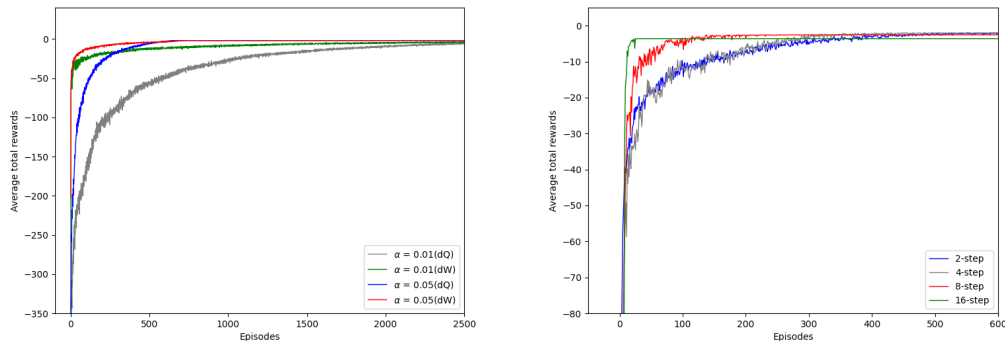 0
−50
−100
−150
−200
−250
−300
−350
Average total rewards
0
500
1000
1500
2000
2500
Episodes
α = 0.01(dQ)
α = 0.01(dW)
α = 0.05(dQ)
α = 0.05(dW)
0
−10
−20
−30
−40
−50
−60
−70
−80
Average total rewards
0
100
200
300
400
500
600
Episodes
2-step
4-step
8-step
16-step